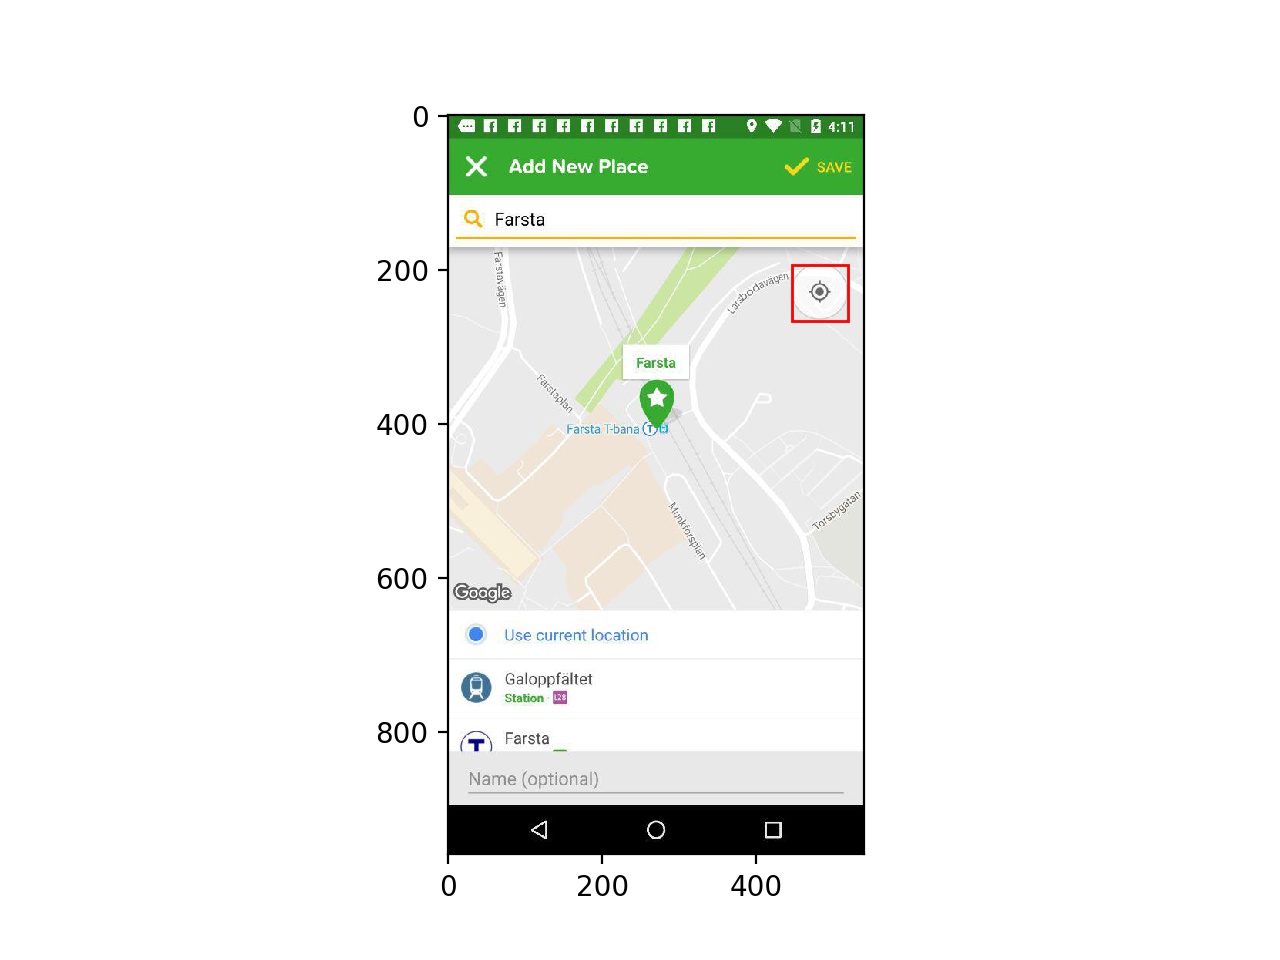 4:11
Add New Place
SAVE
Farsta
Farstavägen
Larsbodavägen
Farsta
Farstaplan
Farsta T-bana T
Munkforsplan
Torsbygatan
Google
Use current location
Galoppfältet
Station L28
T Farsta
Name (optional)
0
200
400
600
800
0 200 400